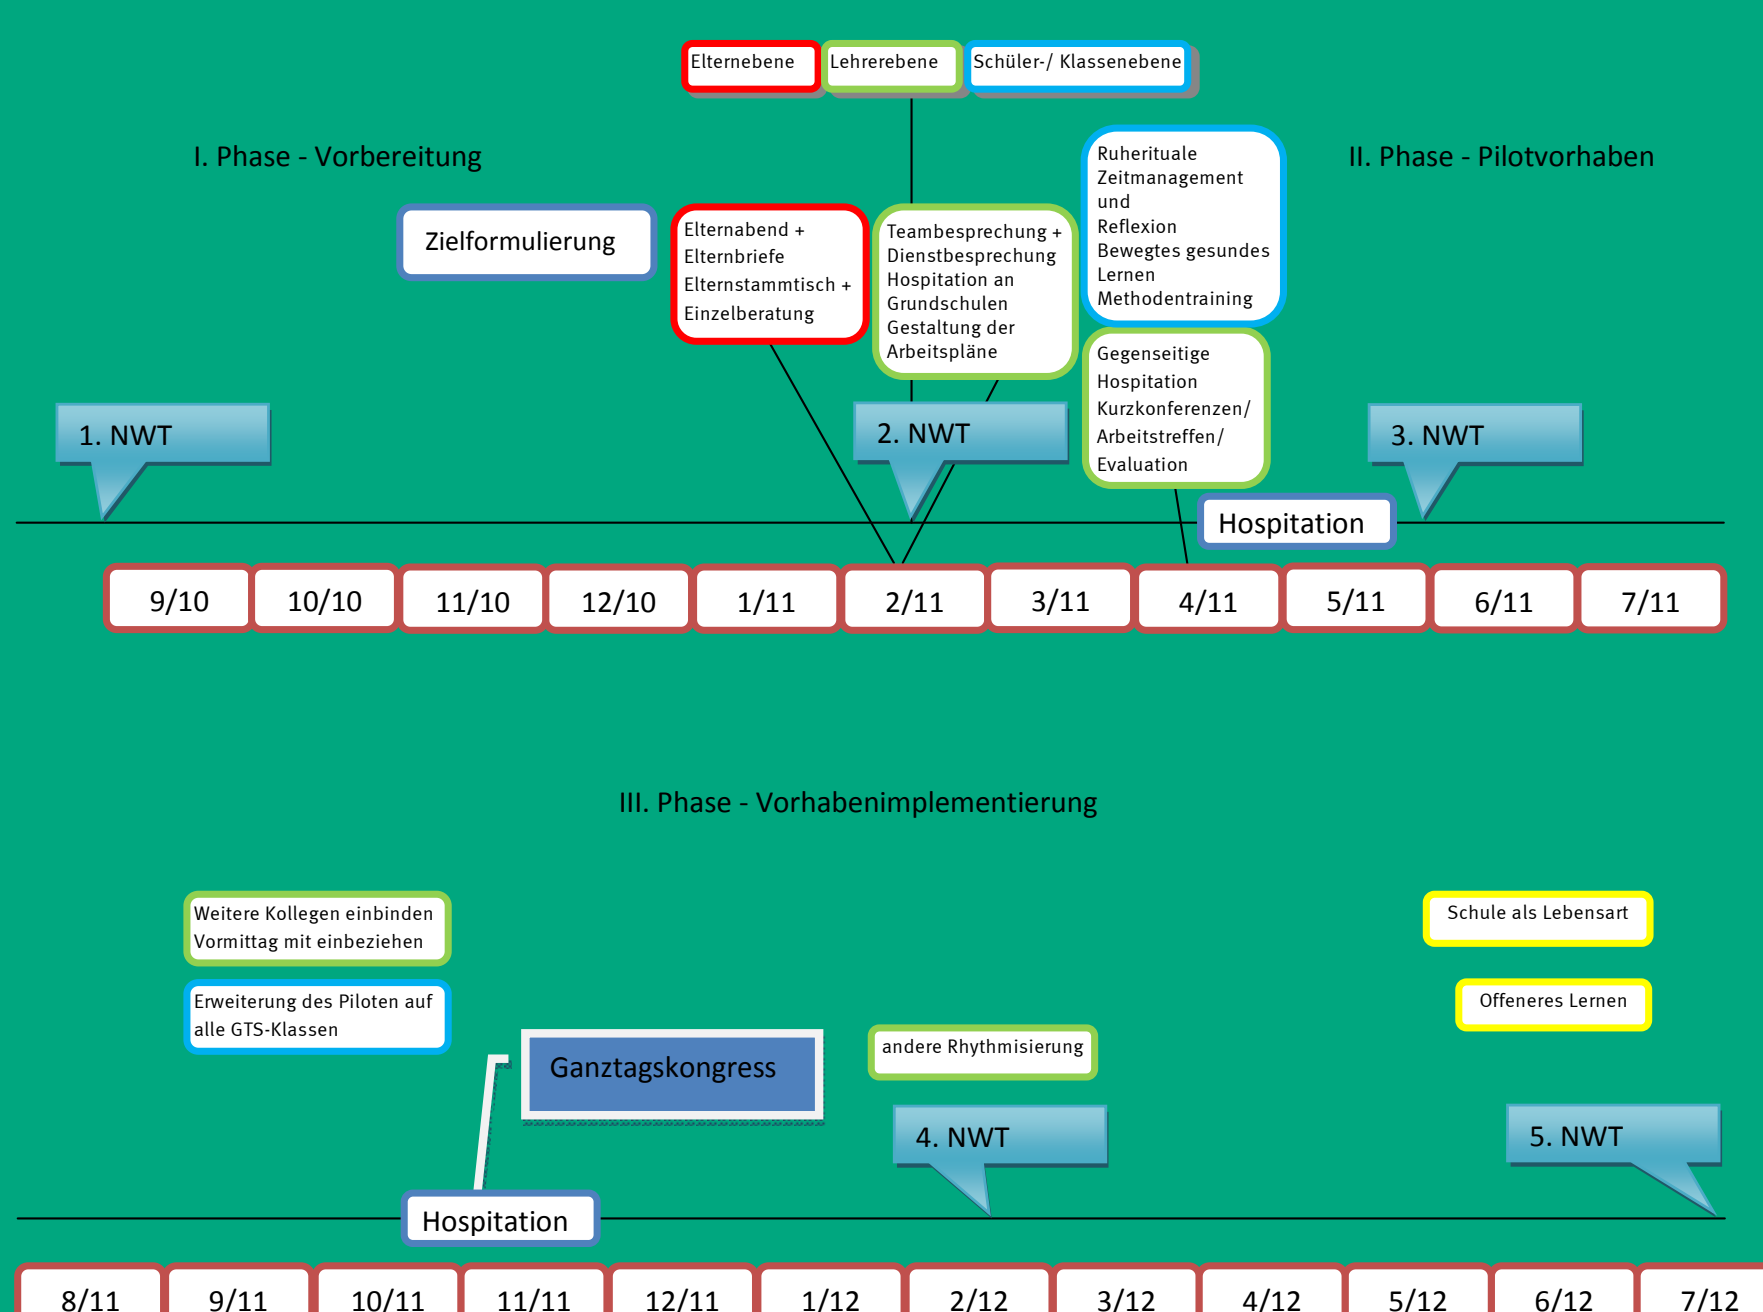 Elternebene
Lehrerebene
Schüler-/ Klassenebene
I. Phase - Vorbereitung
II. Phase - Pilotvorhaben
Zielformulierung
Elternabend +
Elternbriefe
Elternstammtisch +
Einzelberatung
Teambesprechung +
Dienstbesprechung
Hospitation an
Grundschulen
Gestaltung der
Arbeitspläne
Ruherituale
Zeitmanagement
und
Reflexion
Bewegtes gesundes
Lernen
Methodentraining
Gegenseitige
Hospitation
Kurzkonferenzen/
Arbeitstreffen/
Evaluation
1. NWT
2. NWT
3. NWT
Hospitation
9/10
10/10
11/10
12/10
1/11
2/11
3/11
4/11
5/11
6/11
7/11
III. Phase - Vorhabenimplementierung
Weitere Kollegen einbinden
Vormittag mit einbeziehen
Erweiterung des Piloten auf
alle GTS-Klassen
Ganztagskongress
andere Rhythmisierung
Schule als Lebensart
Offeneres Lernen
4. NWT
5. NWT
Hospitation
8/11
9/11
10/11
11/11
12/11
1/12
2/12
3/12
4/12
5/12
6/12
7/12